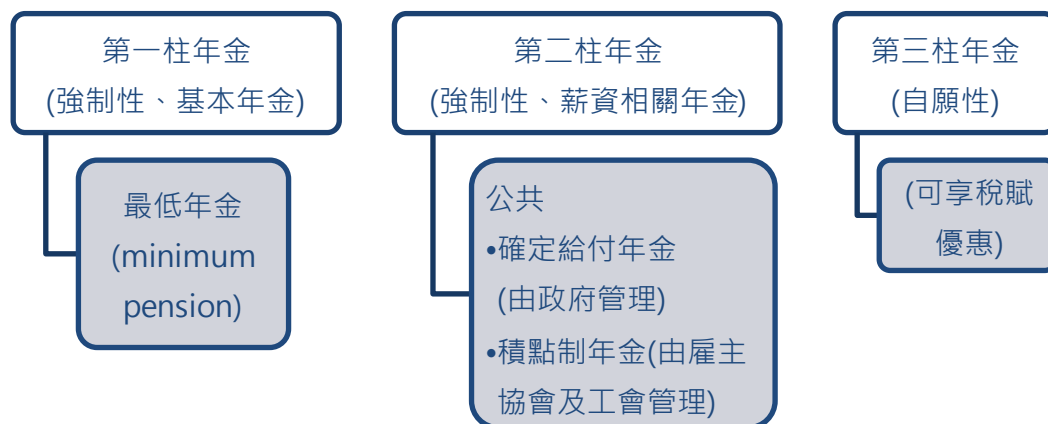 第一柱年金
(強制性、基本年金)
最低年金
(minimum
pension)
第二柱年金
(強制性、薪資相關年金)
公共
•確定給付年金
(由政府管理)
•積點制年金(由雇主
協會及工會管理)
第三柱年金
(自願性)
(可享稅賦
優惠)